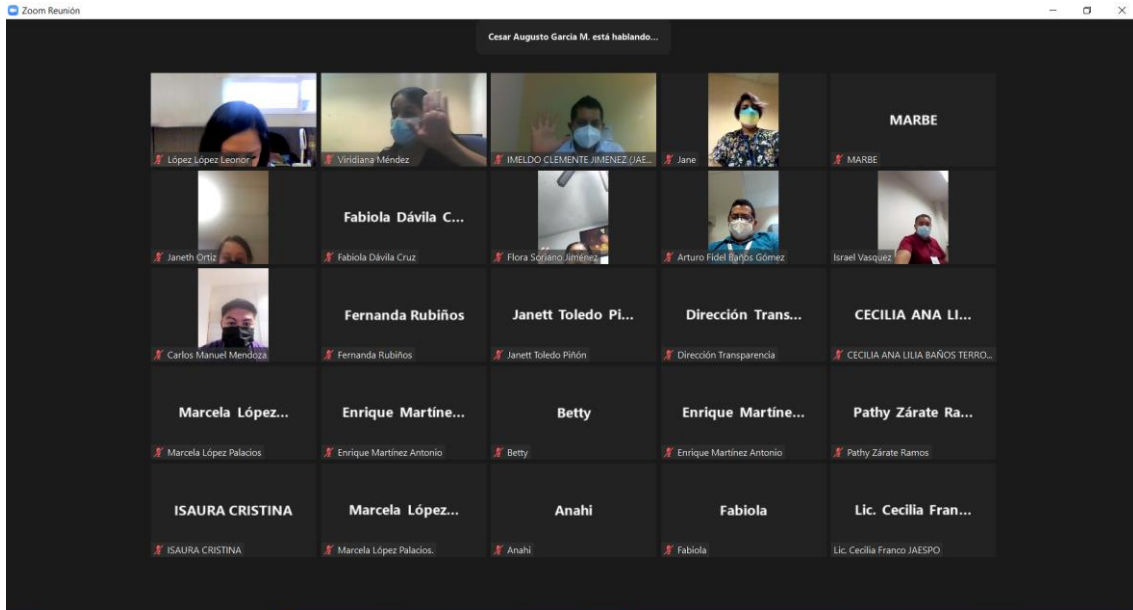 Zoom Reunión
Cesar Augusto Garcia M. está hablando...
López López Leonor
Viridiana Méndez
IMELDO CLEMENTE JIMENEZ (JAE...
Jane
MARBE
MARBE
Janeth Ortiz
Fabiola Dávila C...
Fabiola Dávila Cruz
Flora Soriano Jiménez
Arturo Fidel Baños Gómez
Israel Vasquez
Carlos Manuel Mendoza
Fernanda Rubiños
Fernanda Rubiños
Janett Toledo Pi...
Janett Toledo Piñón
Dirección Trans...
Dirección Transparencia
CECILIA ANA LI...
CECILIA ANA LILIA BAÑOS TERRO...
Marcela López...
Marcela López Palacios
Enrique Martíne...
Enrique Martínez Antonio
Betty
Betty
Enrique Martíne...
Enrique Martínez Antonio
Pathy Zárate Ra...
Pathy Zárate Ramos
ISAURA CRISTINA
ISAURA CRISTINA
Marcela López...
Marcela López Palacios.
Anahi
Anahi
Fabiola
Fabiola
Lic. Cecilia Fran...
Lic. Cecilia Franco JAESPO